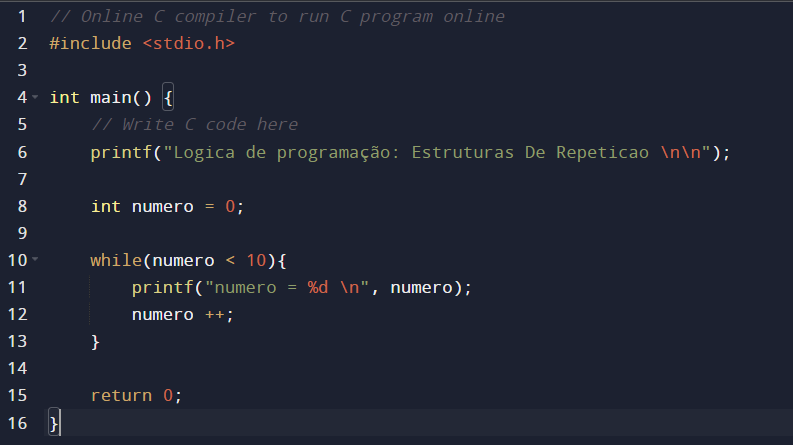 1 // Online C compiler to run C program online
2 #include <stdio.h>
3
4 int main() {
5     // Write C code here
6     printf("Logica de programação: Estruturas De Repeticao \n\n");
7
8     int numero = 0;
9
10     while(numero < 10){
11         printf("numero = %d \n", numero);
12         numero ++;
13     }
14
15     return 0;
16 }